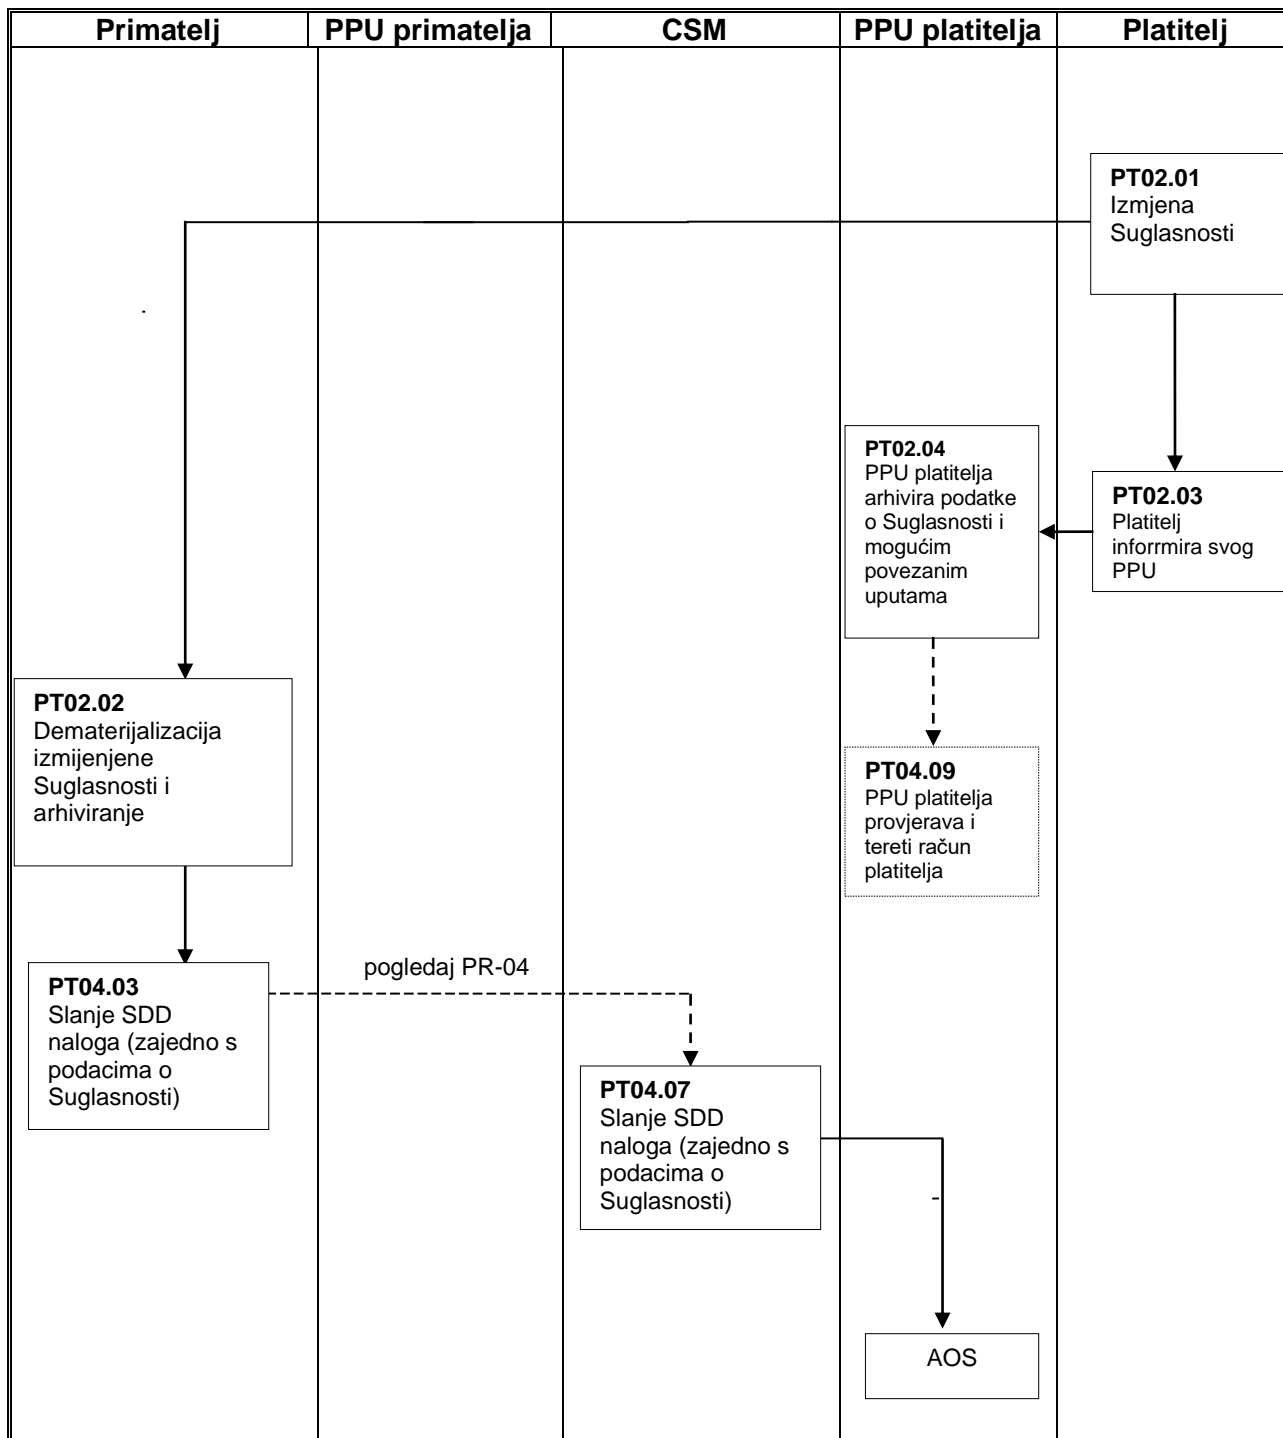 Primatelj
PPU primatelja
CSM
PPU platitelja
Platitelj
PT02.01
Izmjena
Suglasnosti
PT02.04
PPU platitelja
arhivira podatke
o Suglasnosti i
mogućim
povezanim
uputama
PT02.03
Platitelj
inforrmira svog
PPU
PT02.02
Dematerijalizacija
izmijenjene
Suglasnosti i
arhiviranje
PT04.09
PPU platitelja
provjerava i
tereti račun
platitelja
pogledaj PR-04
PT04.03
Slanje SDD
naloga (zajedno s
podacima o
Suglasnosti)
PT04.07
Slanje SDD
naloga (zajedno s
podacima o
Suglasnosti)
AOS